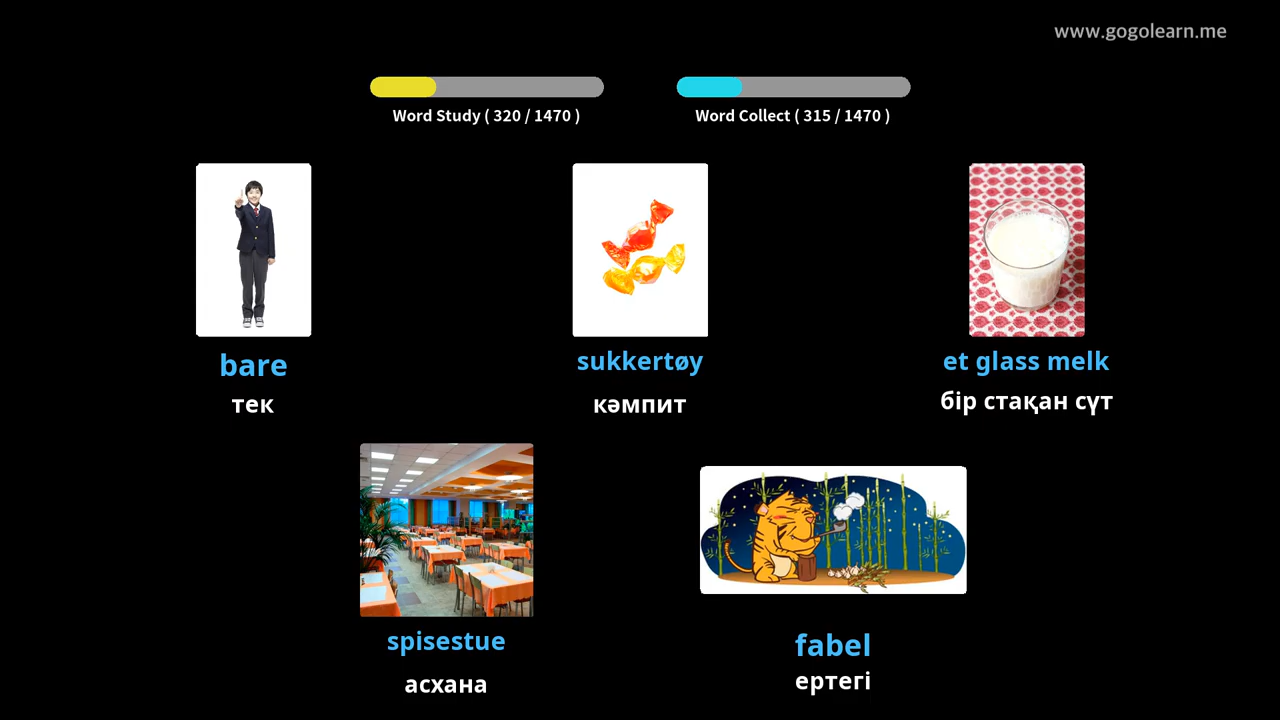 www.gogolearn.me
Word Study ( 320 / 1470 )
Word Collect ( 315 / 1470 )
bare
тек
sukkertøy
кәмпит
et glass melk
бір стақан сүт
spisestue
асхана
fabel
ертегі